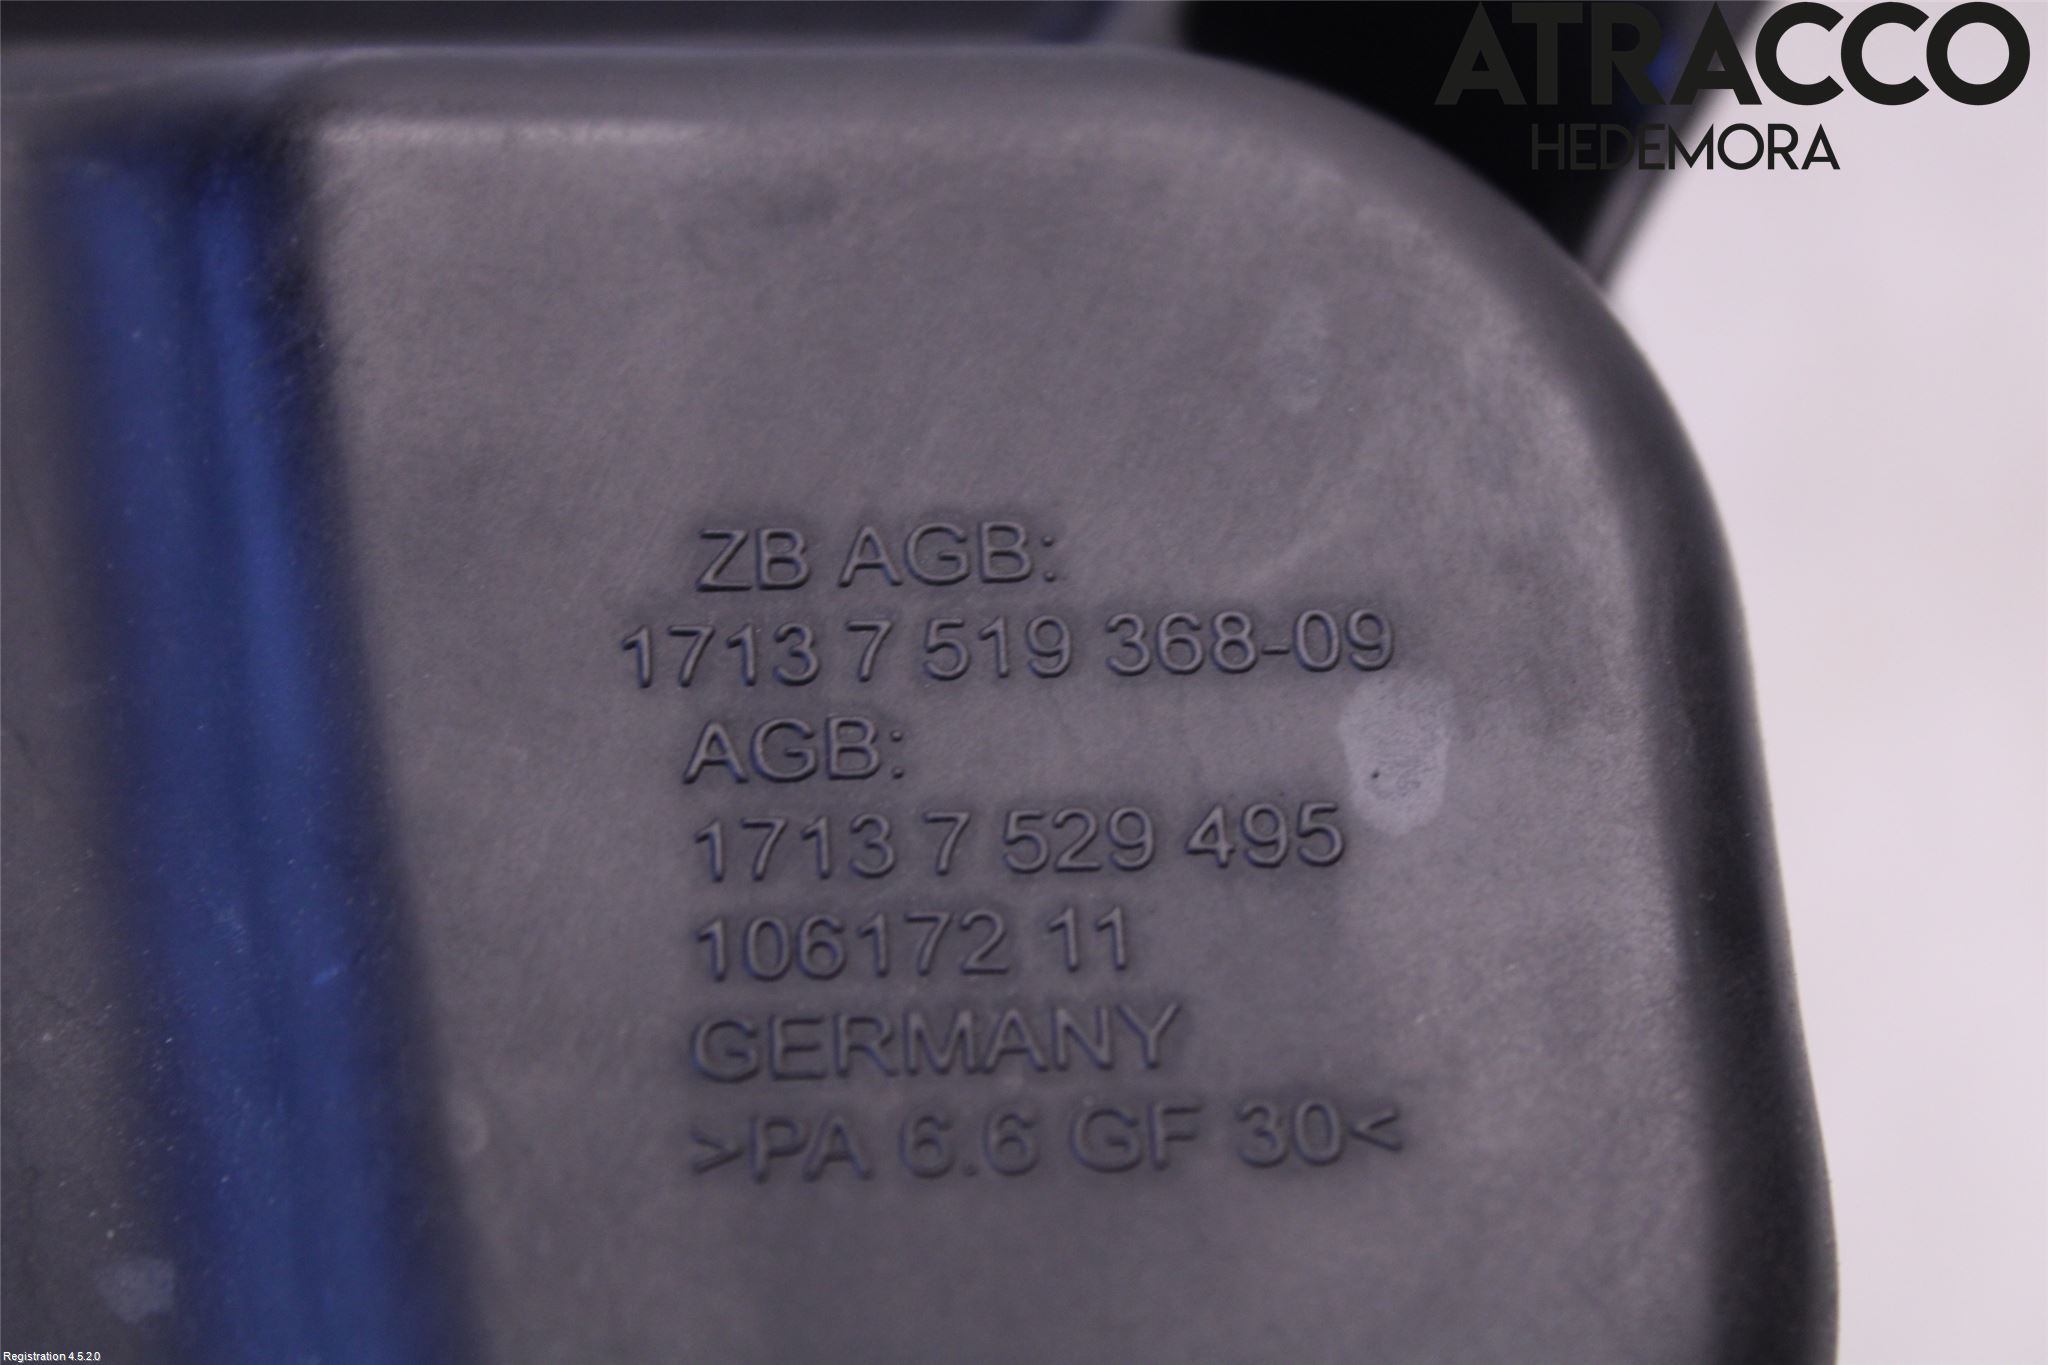 ATRACCO
HEDEMORA
ZB AGB:
1713 7 519 368-09
AGB:
1713 7 529 495
106172 11
GERMANY
>PA 6.6 GF 30<
Registration 4.5.2.0